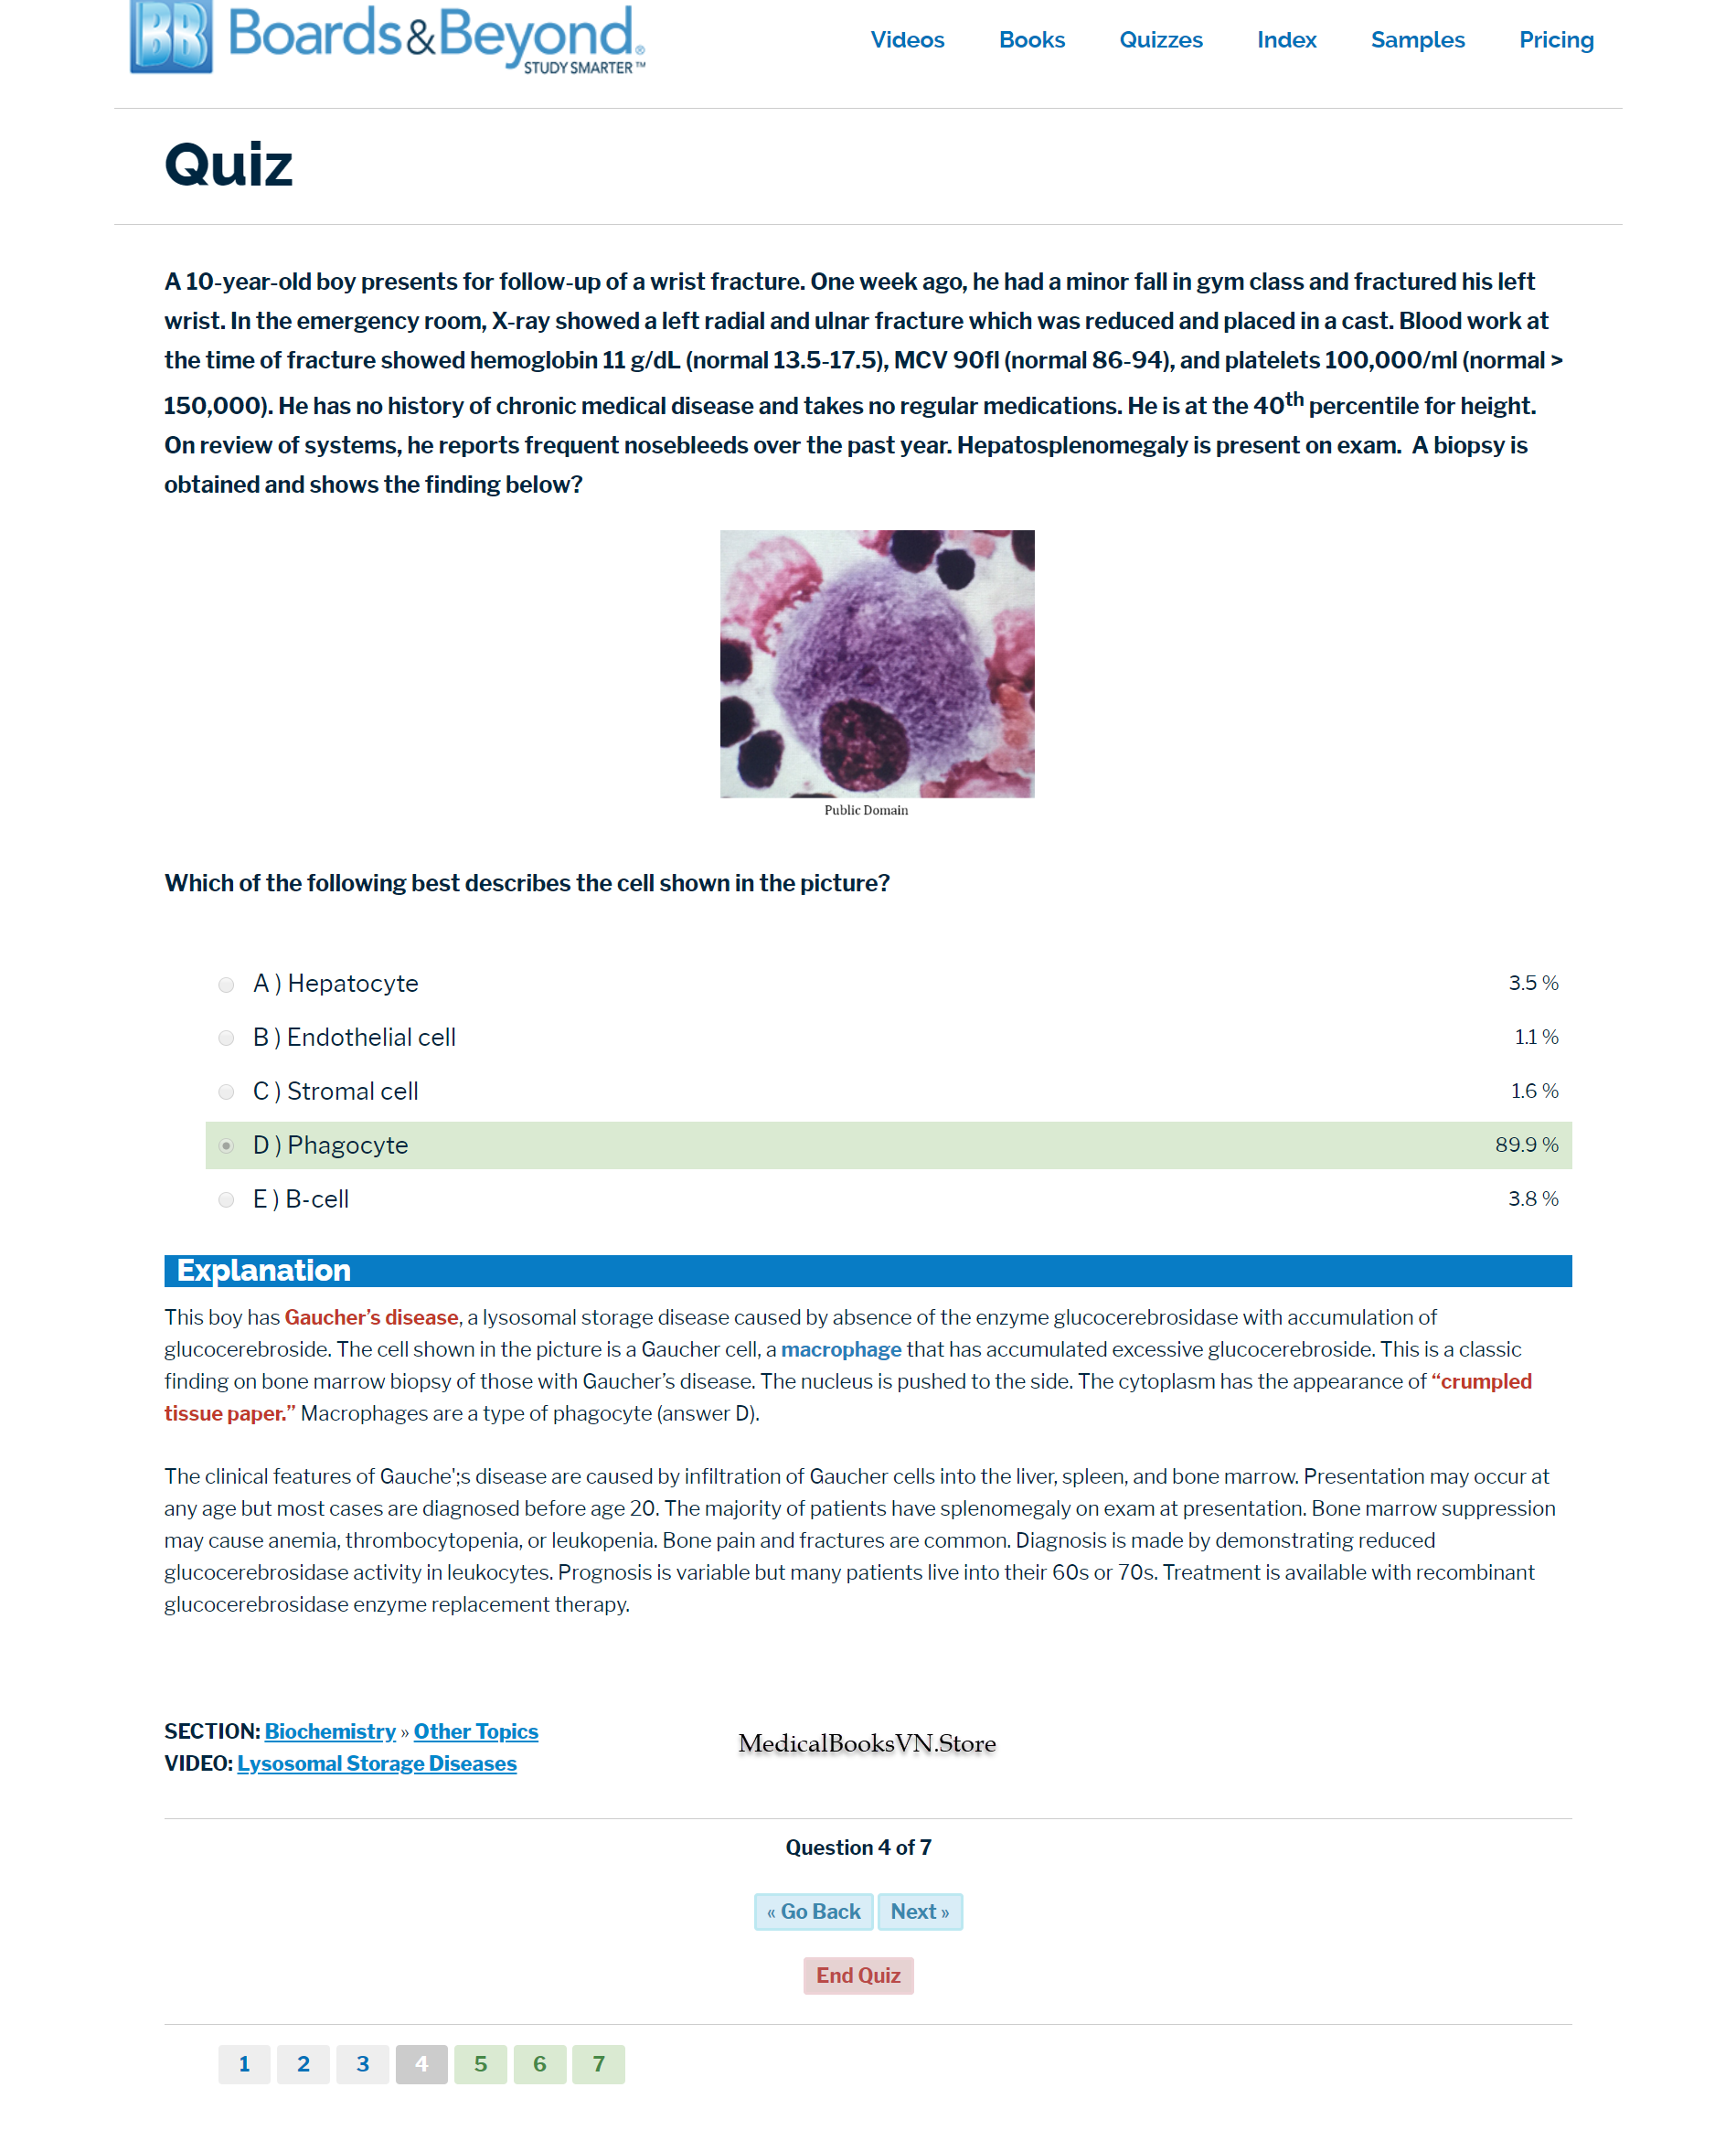 BB Boards&Beyond®
STUDY SMARTER™
Videos Books Quizzes Index Samples Pricing
Quiz
A 10-year-old boy presents for follow-up of a wrist fracture. One week ago, he had a minor fall in gym class and fractured his left
wrist. In the emergency room, X-ray showed a left radial and ulnar fracture which was reduced and placed in a cast. Blood work at
the time of fracture showed hemoglobin 11 g/dL (normal 13.5-17.5), MCV 90fl (normal 86-94), and platelets 100,000/ml (normal >
150,000). He has no history of chronic medical disease and takes no regular medications. He is at the 40th percentile for height.
On review of systems, he reports frequent nosebleeds over the past year. Hepatosplenomegaly is present on exam. A biopsy is
obtained and shows the finding below?
Public Domain
Which of the following best describes the cell shown in the picture?
A ) Hepatocyte 3.5 %
B ) Endothelial cell 1.1 %
C ) Stromal cell 1.6 %
D ) Phagocyte 89.9 %
E ) B-cell 3.8 %
Explanation
This boy has Gaucher’s disease, a lysosomal storage disease caused by absence of the enzyme glucocerebrosidase with accumulation of
glucocerebroside. The cell shown in the picture is a Gaucher cell, a macrophage that has accumulated excessive glucocerebroside. This is a classic
finding on bone marrow biopsy of those with Gaucher’s disease. The nucleus is pushed to the side. The cytoplasm has the appearance of “crumpled
tissue paper.” Macrophages are a type of phagocyte (answer D).
The clinical features of Gauche';s disease are caused by infiltration of Gaucher cells into the liver, spleen, and bone marrow. Presentation may occur at
any age but most cases are diagnosed before age 20. The majority of patients have splenomegaly on exam at presentation. Bone marrow suppression
may cause anemia, thrombocytopenia, or leukopenia. Bone pain and fractures are common. Diagnosis is made by demonstrating reduced
glucocerebrosidase activity in leukocytes. Prognosis is variable but many patients live into their 60s or 70s. Treatment is available with recombinant
glucocerebrosidase enzyme replacement therapy.
SECTION: Biochemistry » Other Topics
VIDEO: Lysosomal Storage Diseases
MedicalBooksVN.Store
Question 4 of 7
« Go Back Next »
End Quiz
1 2 3 4 5 6 7